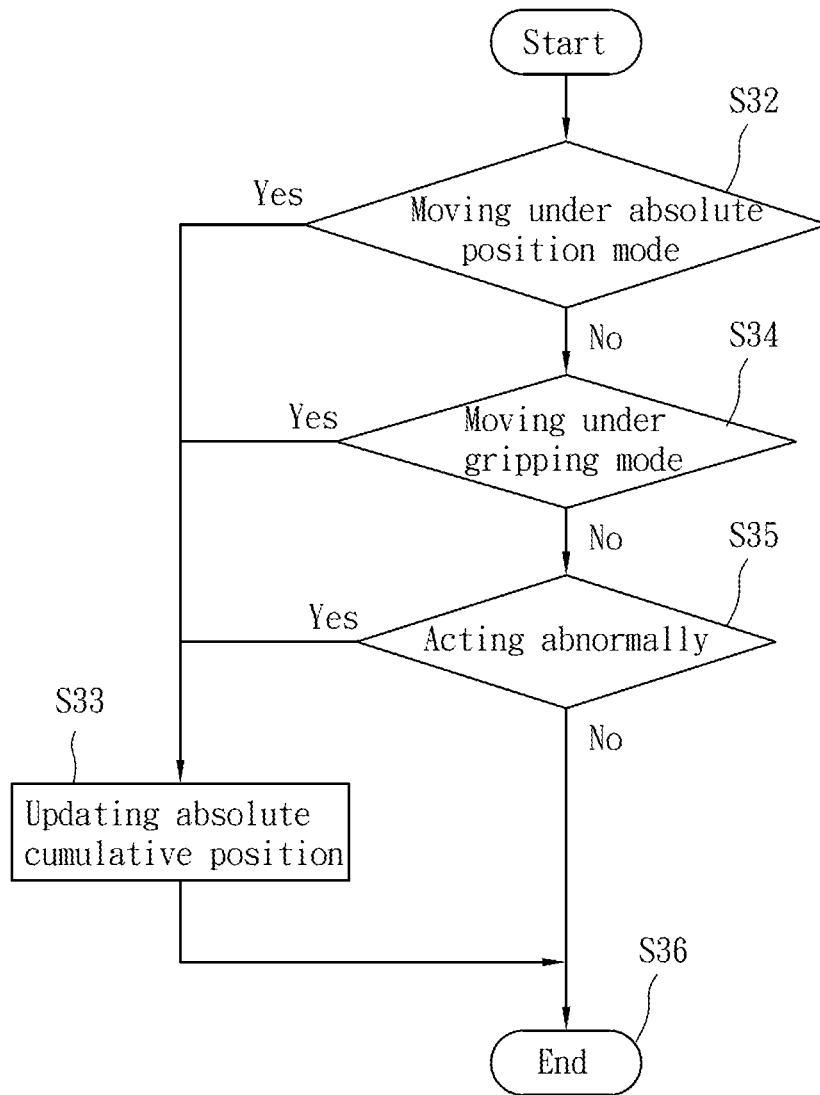 Start
S32
Yes
Moving under absolute
position mode
No
S34
Yes
Moving under
gripping mode
No
S35
Yes
Acting abnormally
S33
No
Updating absolute
cumulative position
S36
End